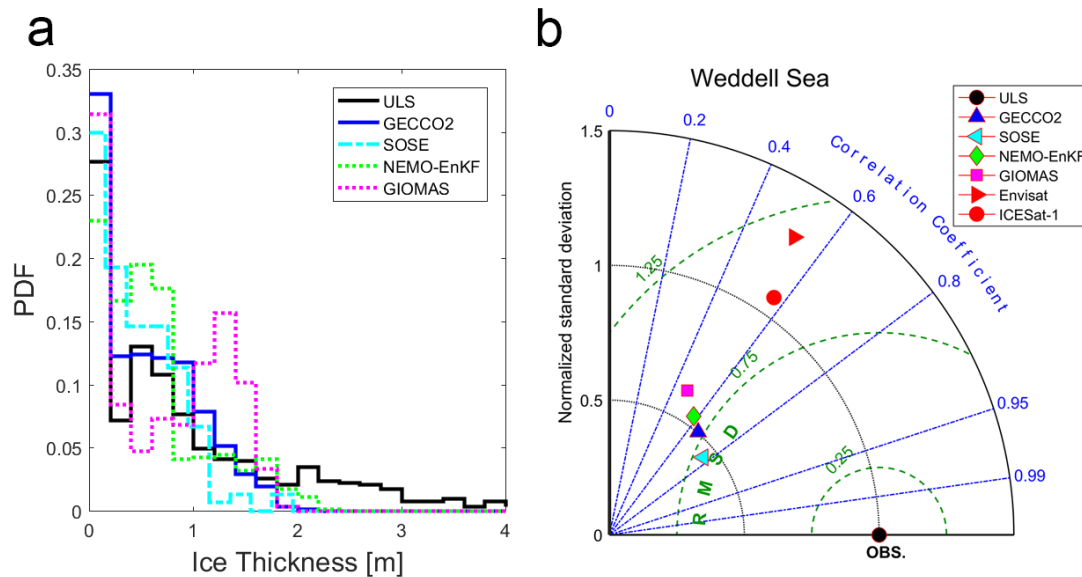 a
0.35
0.3
0.25
0.2
0.15
0.1
0.05
0
PDF
0
1
2
3
4
Ice Thickness [m]
ULS
GECCO2
SOSE
NEMO-EnKF
GIOMAS
b
Weddell Sea
1.5
1
0.5
0
Normalized standard deviation
0
0.2
0.4
0.6
0.8
0.95
0.99
Correlation Coefficient
1.25
0.75
0.25
RMSD
OBS.
ULS
GECCO2
SOSE
NEMO-EnKF
GIOMAS
Envisat
ICESat-1